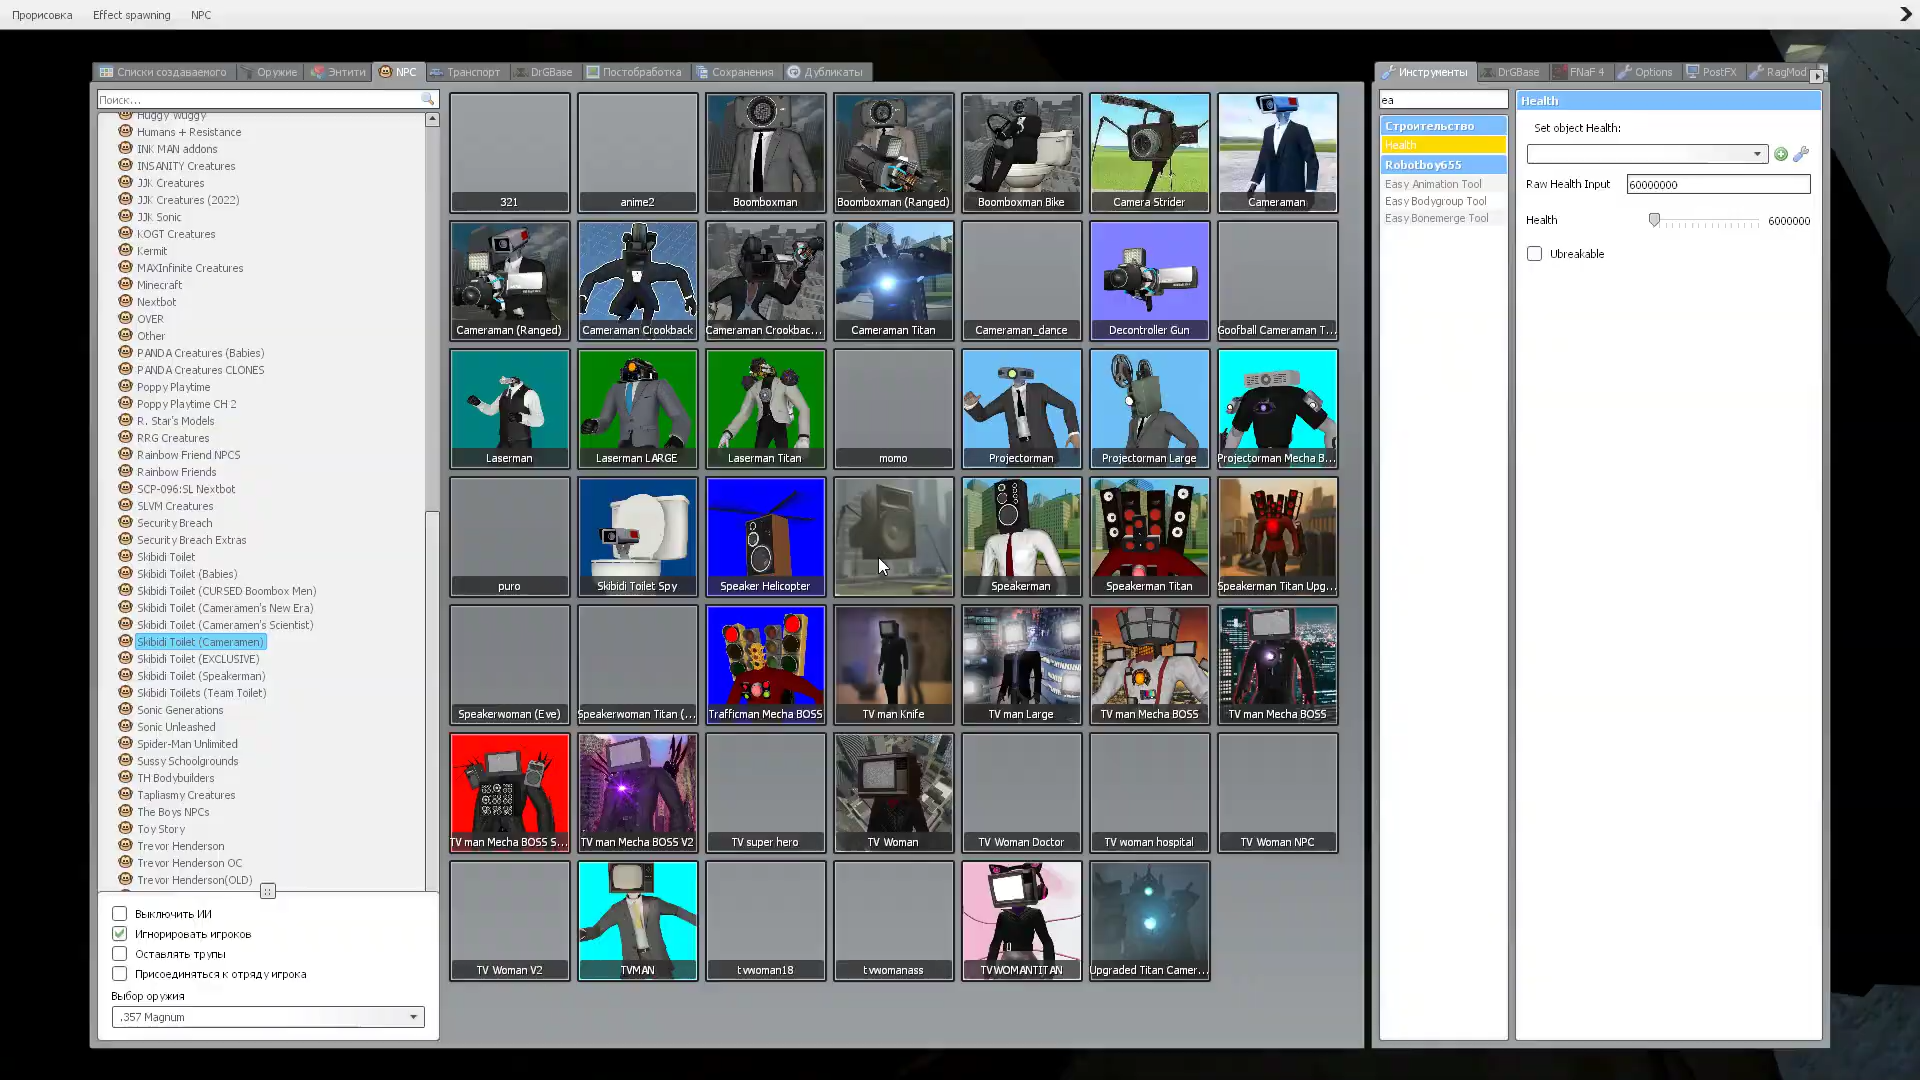 Прорисовка
Effect spawning
NPC
Списки создаваемого
Оружие
Энтити
NPC
Транспорт
DrGBase
Постобработка
Сохранения
Дубликаты
Инструменты
DrGBase
FNaF 4
Options
PostFX
RagMod
Поиск...
Huggy Wuggy
Humans + Resistance
INK MAN addons
INSANITY Creatures
JJK Creatures
JJK Creatures (2022)
JJK Sonic
KOGT Creatures
Kermit
MAXInfinite Creatures
Minecraft
Nextbot
OVER
Other
PANDA Creatures (Babies)
PANDA Creatures CLONES
Poppy Playtime
Poppy Playtime CH 2
R. Star's Models
RRG Creatures
Rainbow Friend NPCS
Rainbow Friends
SCP-096:SL Nextbot
SLVM Creatures
Security Breach
Security Breach Extras
Skibidi Toilet
Skibidi Toilet (Babies)
Skibidi Toilet (CURSED Boombox Men)
Skibidi Toilet (Cameramen's New Era)
Skibidi Toilet (Cameramen's Scientist)
Skibidi Toilet (Cameramen)
Skibidi Toilet (EXCLUSIVE)
Skibidi Toilet (Speakerman)
Skibidi Toilets (Team Toilet)
Sonic Generations
Sonic Unleashed
Spider-Man Unlimited
Sussy Schoolgrounds
TH Bodybuilders
Tapliasmy Creatures
The Boys NPCs
Toy Story
Trevor Henderson
Trevor Henderson OC
Trevor Henderson(OLD)
Выключить ИИ
Игнорировать игроков
Оставлять трупы
Присоединяться к отряду игрока
Выбор оружия
.357 Magnum
321
anime2
Boomboxman
Boomboxman (Ranged)
Boomboxman Bike
Camera Strider
Cameraman
Cameraman (Ranged)
Cameraman Crookback
Cameraman Crookbac...
Cameraman Titan
Cameraman_dance
Decontroller Gun
Goofball Cameraman T...
Laserman
Laserman LARGE
Laserman Titan
momo
Projectorman
Projectorman Large
Projectorman Mecha B...
puro
Skibidi Toilet Spy
Speaker Helicopter
Speakerman
Speakerman Titan
Speakerman Titan Upg...
Speakerwoman (Eve)
Speakerwoman Titan (...
Trafficman Mecha BOSS
TV man Knife
TV man Large
TV man Mecha BOSS
TV man Mecha BOSS
TV man Mecha BOSS S...
TV man Mecha BOSS V2
TV super hero
TV Woman
TV Woman Doctor
TV woman hospital
TV Woman NPC
TV Woman V2
TVMAN
tvwoman18
tvwomanass
TVWOMANTITAN
Upgraded Titan Camer...
ea
Строительство
Health
Robotboy655
Easy Animation Tool
Easy Bodygroup Tool
Easy Bonemerge Tool
Health
Set object Health:
Raw Health Input
60000000
Health
6000000
Ubreakable